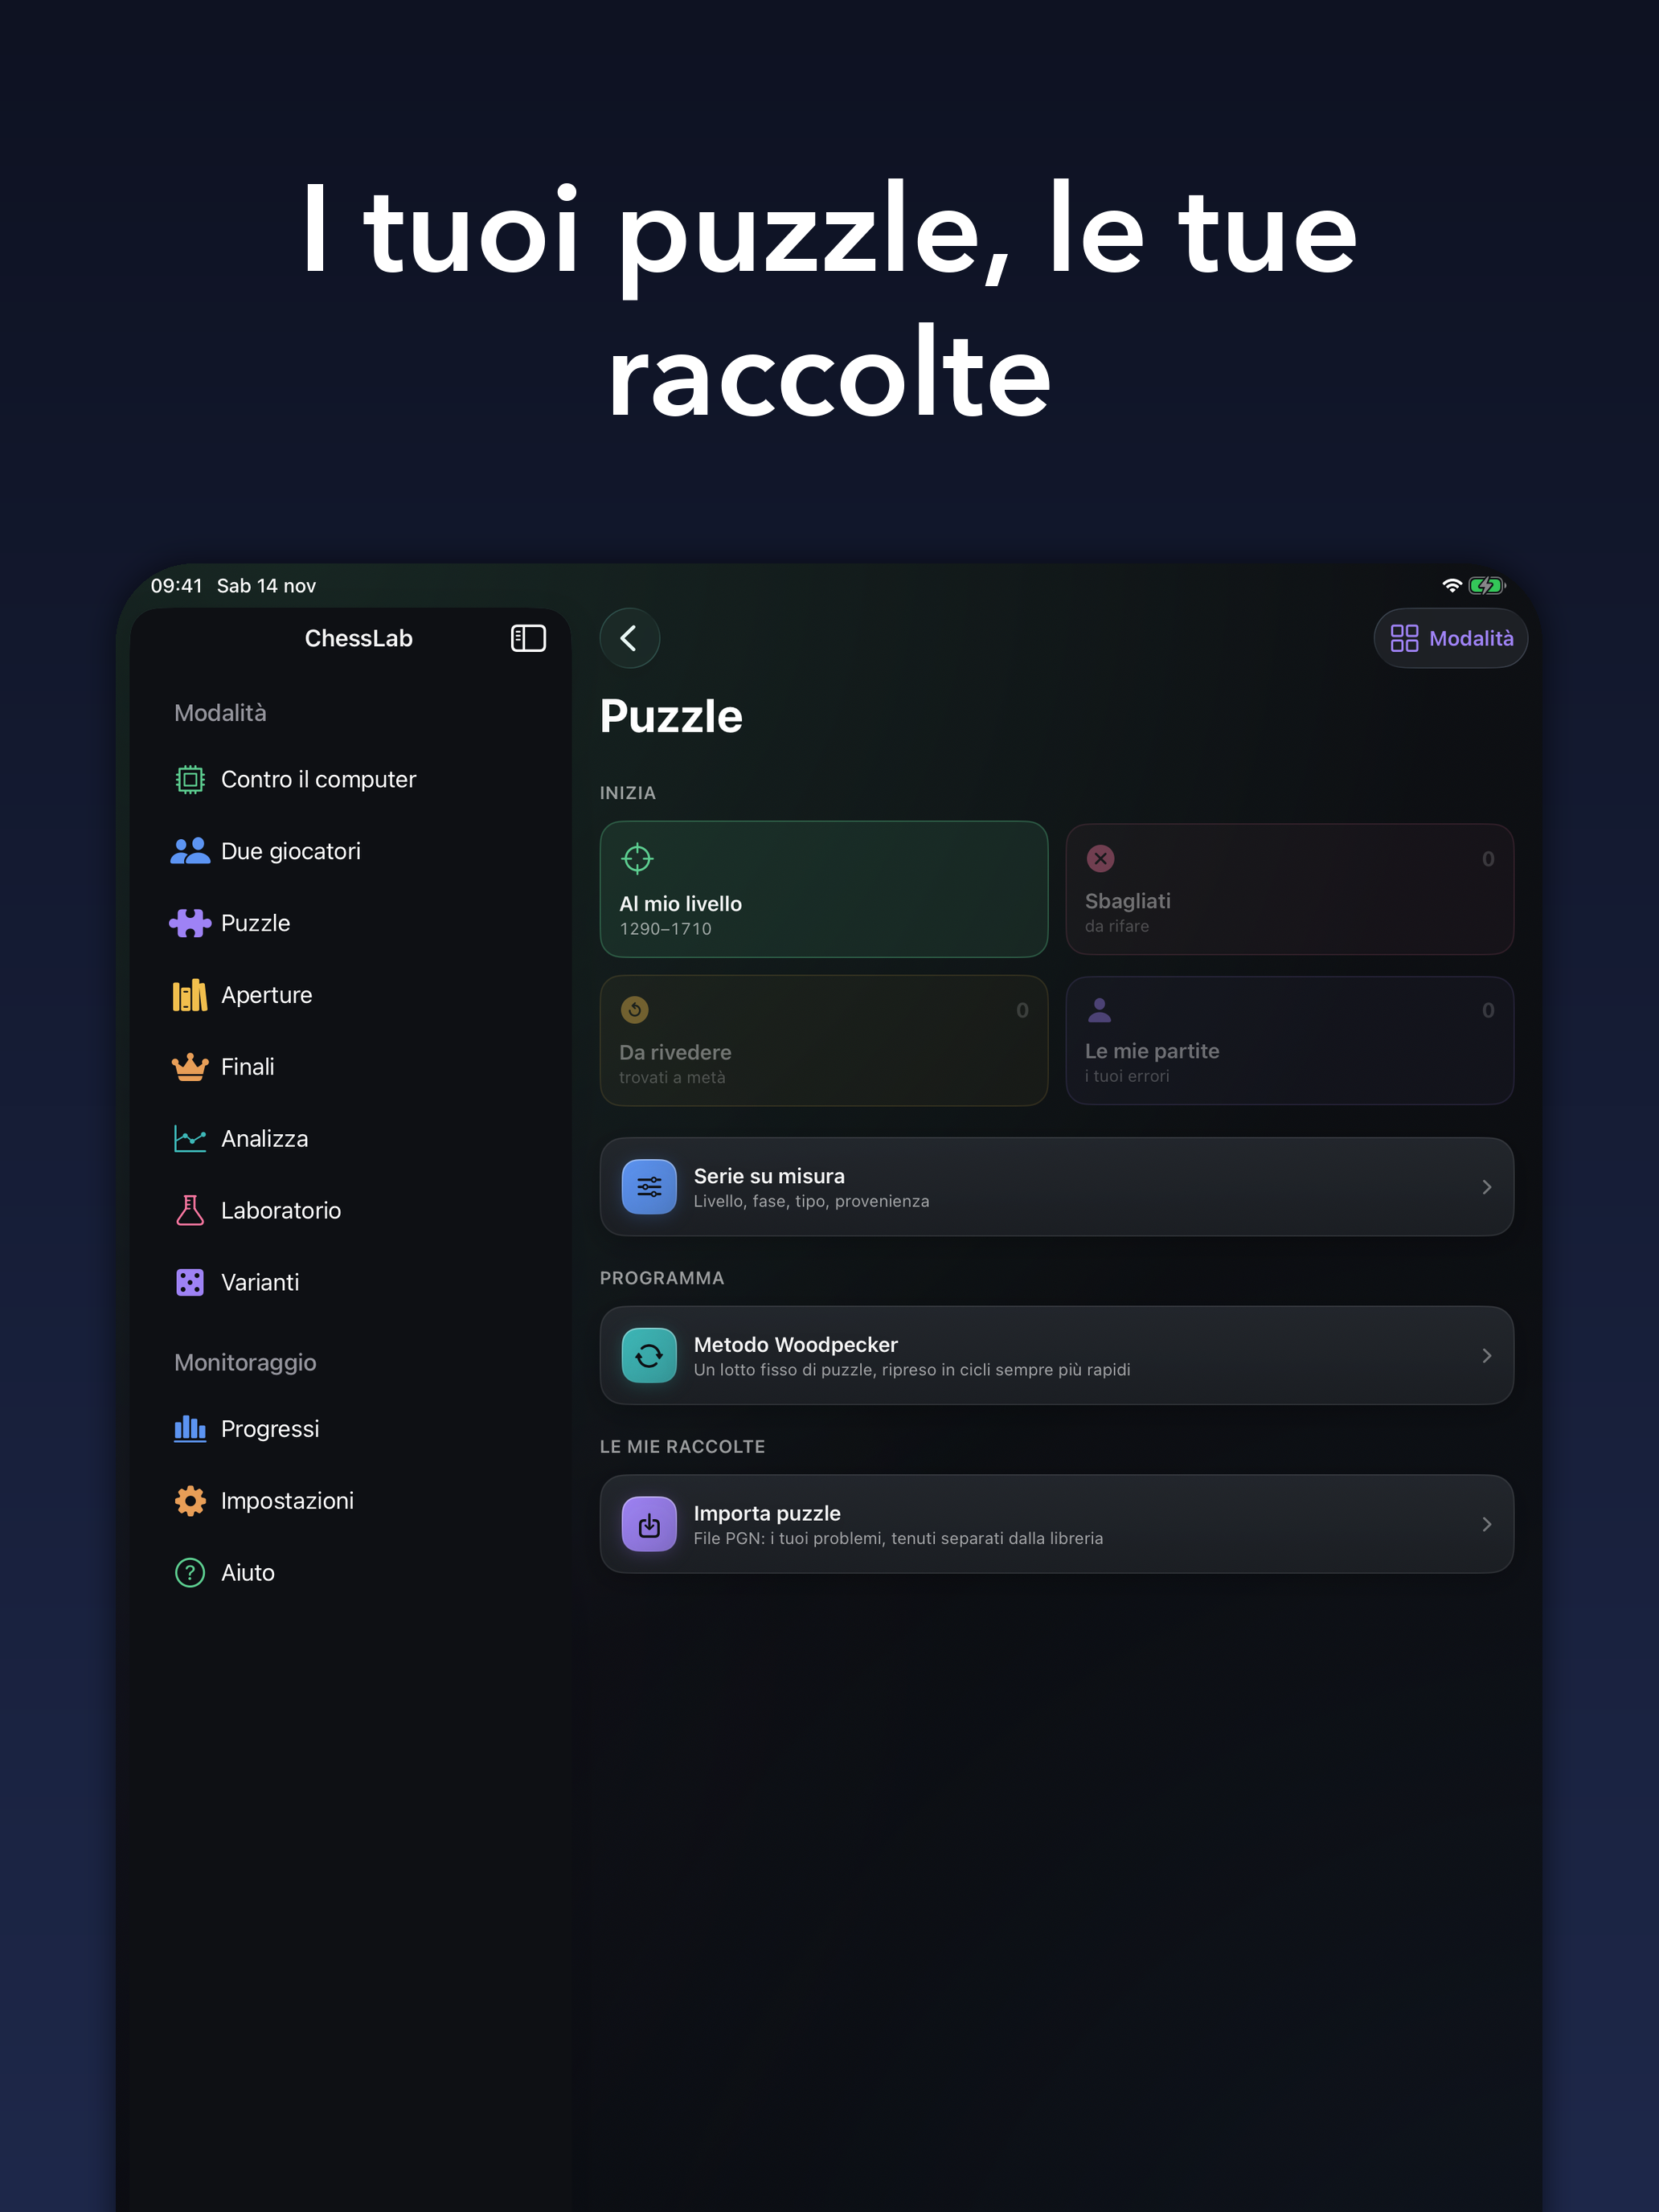 I tuoi puzzle, le tue
raccolte
09:41 Sab 14 nov
ChessLab
Modalità
Contro il computer
Due giocatori
Puzzle
Aperture
Finali
Analizza
Laboratorio
Varianti
Monitoraggio
Progressi
Impostazioni
Aiuto
Modalità
Puzzle
INIZIA
Al mio livello
1290–1710
0
Sbagliati
da rifare
0
Da rivedere
trovati a metà
0
Le mie partite
i tuoi errori
Serie su misura
Livello, fase, tipo, provenienza
PROGRAMMA
Metodo Woodpecker
Un lotto fisso di puzzle, ripreso in cicli sempre più rapidi
LE MIE RACCOLTE
Importa puzzle
File PGN: i tuoi problemi, tenuti separati dalla libreria